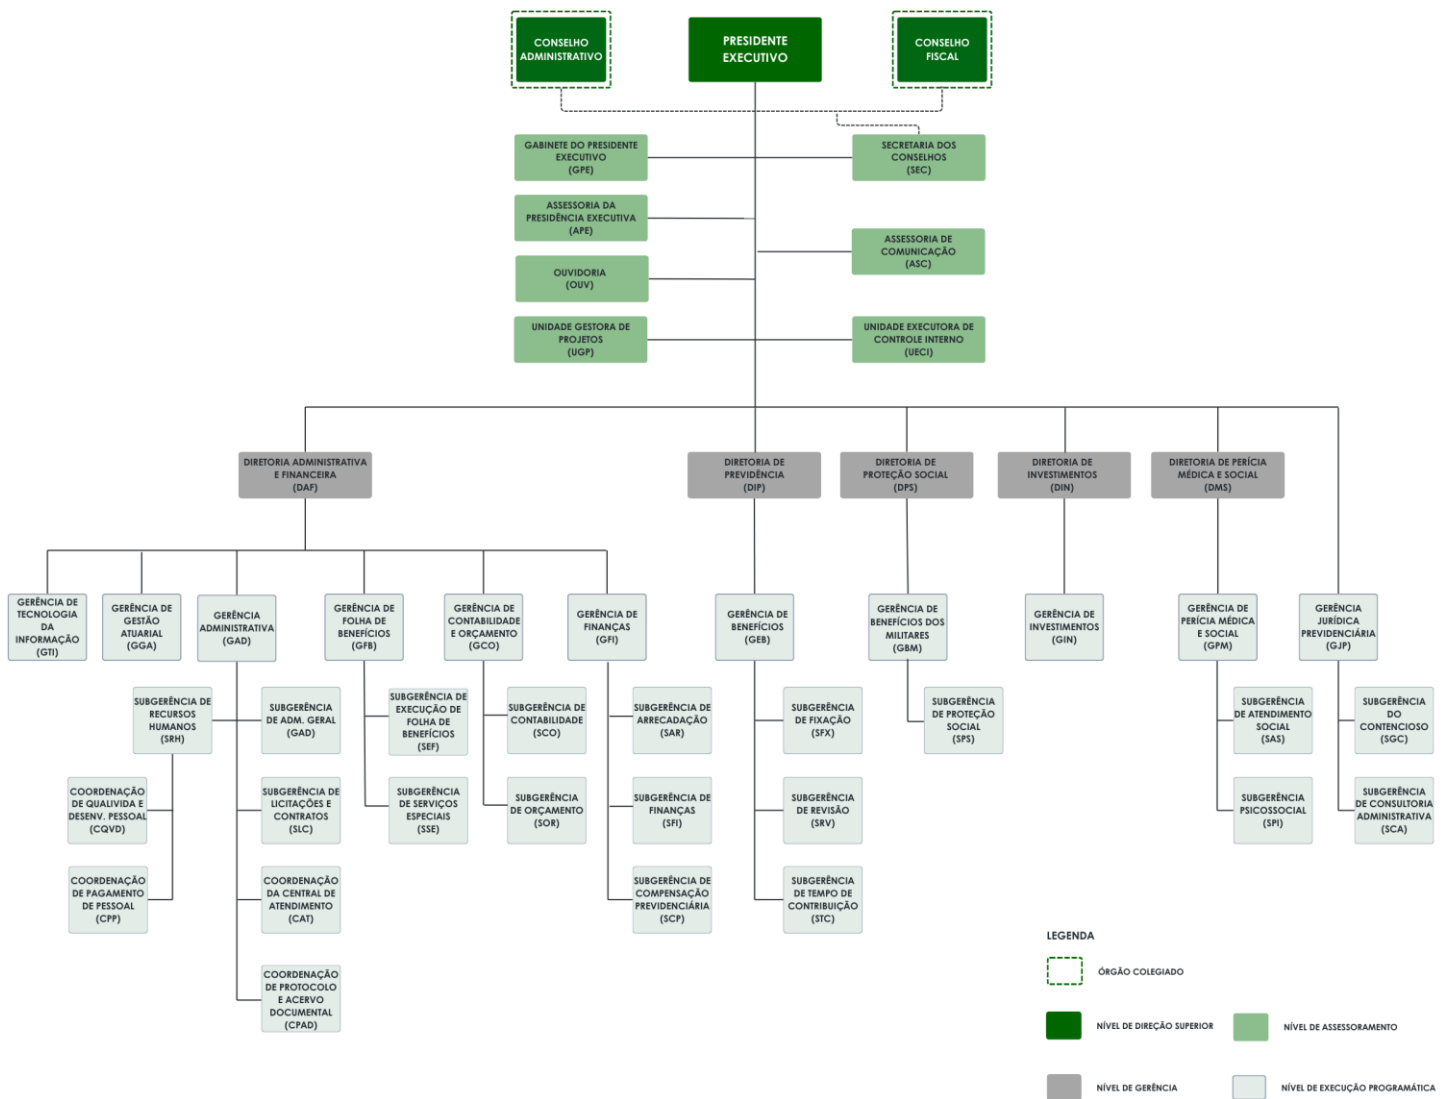 CONSELHO
ADMINISTRATIVO
PRESIDENTE
EXECUTIVO
CONSELHO
FISCAL
GABINETE DO PRESIDENTE
EXECUTIVO
(GPE)
SECRETARIA DOS
CONSELHOS
(SEC)
ASSESSORIA DA
PRESIDÊNCIA EXECUTIVA
(APE)
ASSESSORIA DE
COMUNICAÇÃO
(ASC)
OUVIDORIA
(OUV)
UNIDADE GESTORA DE
PROJETOS
(UGP)
UNIDADE EXECUTORA DE
CONTROLE INTERNO
(UECI)
DIRETORIA ADMINISTRATIVA
E FINANCEIRA
(DAF)
DIRETORIA DE
PREVIDÊNCIA
(DIP)
DIRETORIA DE
PROTEÇÃO SOCIAL
(DPS)
DIRETORIA DE
INVESTIMENTOS
(DIN)
DIRETORIA DE PERÍCIA
MÉDICA E SOCIAL
(DMS)
GERÊNCIA DE
TECNOLOGIA
DA
INFORMAÇÃO
(GTI)
GERÊNCIA DE
GESTÃO
ATUARIAL
(GGA)
GERÊNCIA
ADMINISTRATIVA
(GAD)
GERÊNCIA DE
FOLHA DE
BENEFÍCIOS
(GFB)
GERÊNCIA DE
CONTABILIDADE
E ORÇAMENTO
(GCO)
GERÊNCIA DE
FINANÇAS
(GFI)
GERÊNCIA DE
BENEFÍCIOS
(GEB)
GERÊNCIA DE
BENEFÍCIOS DOS
MILITARES
(GBM)
GERÊNCIA DE
INVESTIMENTOS
(GIN)
GERÊNCIA DE
PERÍCIA MÉDICA
E SOCIAL
(GPM)
GERÊNCIA
JURÍDICA
PREVIDENCIÁRIA
(GJP)
SUBGERÊNCIA DE
RECURSOS
HUMANOS
(SRH)
SUBGERÊNCIA
DE ADM. GERAL
(GAD)
SUBGERÊNCIA DE
EXECUÇÃO DE
FOLHA DE
BENEFÍCIOS
(SEF)
SUBGERÊNCIA DE
CONTABILIDADE
(SCO)
SUBGERÊNCIA DE
ARRECADAÇÃO
(SAR)
SUBGERÊNCIA
DE FIXAÇÃO
(SFX)
SUBGERÊNCIA
DE PROTEÇÃO
SOCIAL
(SPS)
SUBGERÊNCIA
DE ATENDIMENTO
SOCIAL
(SAS)
SUBGERÊNCIA
DO
CONTENCIOSO
(SGC)
COORDENAÇÃO
DE QUALIVIDA E
DESENV. PESSOAL
(CQVD)
SUBGERÊNCIA DE
LICITAÇÕES E
CONTRATOS
(SLC)
SUBGERÊNCIA
DE SERVIÇOS
ESPECIAIS
(SSE)
SUBGERÊNCIA
DE ORÇAMENTO
(SOR)
SUBGERÊNCIA DE
FINANÇAS
(SFI)
SUBGERÊNCIA
DE REVISÃO
(SRV)
SUBGERÊNCIA
PSICOSSOCIAL
(SPI)
SUBGERÊNCIA
DE CONSULTORIA
ADMINISTRATIVA
(SCA)
COORDENAÇÃO
DE PAGAMENTO
DE PESSOAL
(CPP)
COORDENAÇÃO
DA CENTRAL DE
ATENDIMENTO
(CAT)
SUBGERÊNCIA DE
COMPENSAÇÃO
PREVIDENCIÁRIA
(SCP)
SUBGERÊNCIA
DE TEMPO DE
CONTRIBUIÇÃO
(STC)
COORDENAÇÃO
DE PROTOCOLO
E ACERVO
DOCUMENTAL
(CPAD)
LEGENDA
ÓRGÃO COLEGIADO
NÍVEL DE DIREÇÃO SUPERIOR
NÍVEL DE ASSESSORAMENTO
NÍVEL DE GERÊNCIA
NÍVEL DE EXECUÇÃO PROGRAMÁTICA